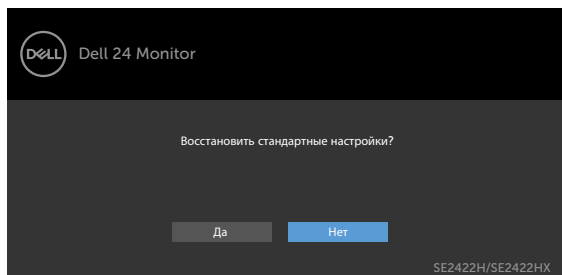 DELL
Dell 24 Monitor
Восстановить стандартные настройки?
Да
Нет
SE2422H/SE2422HX